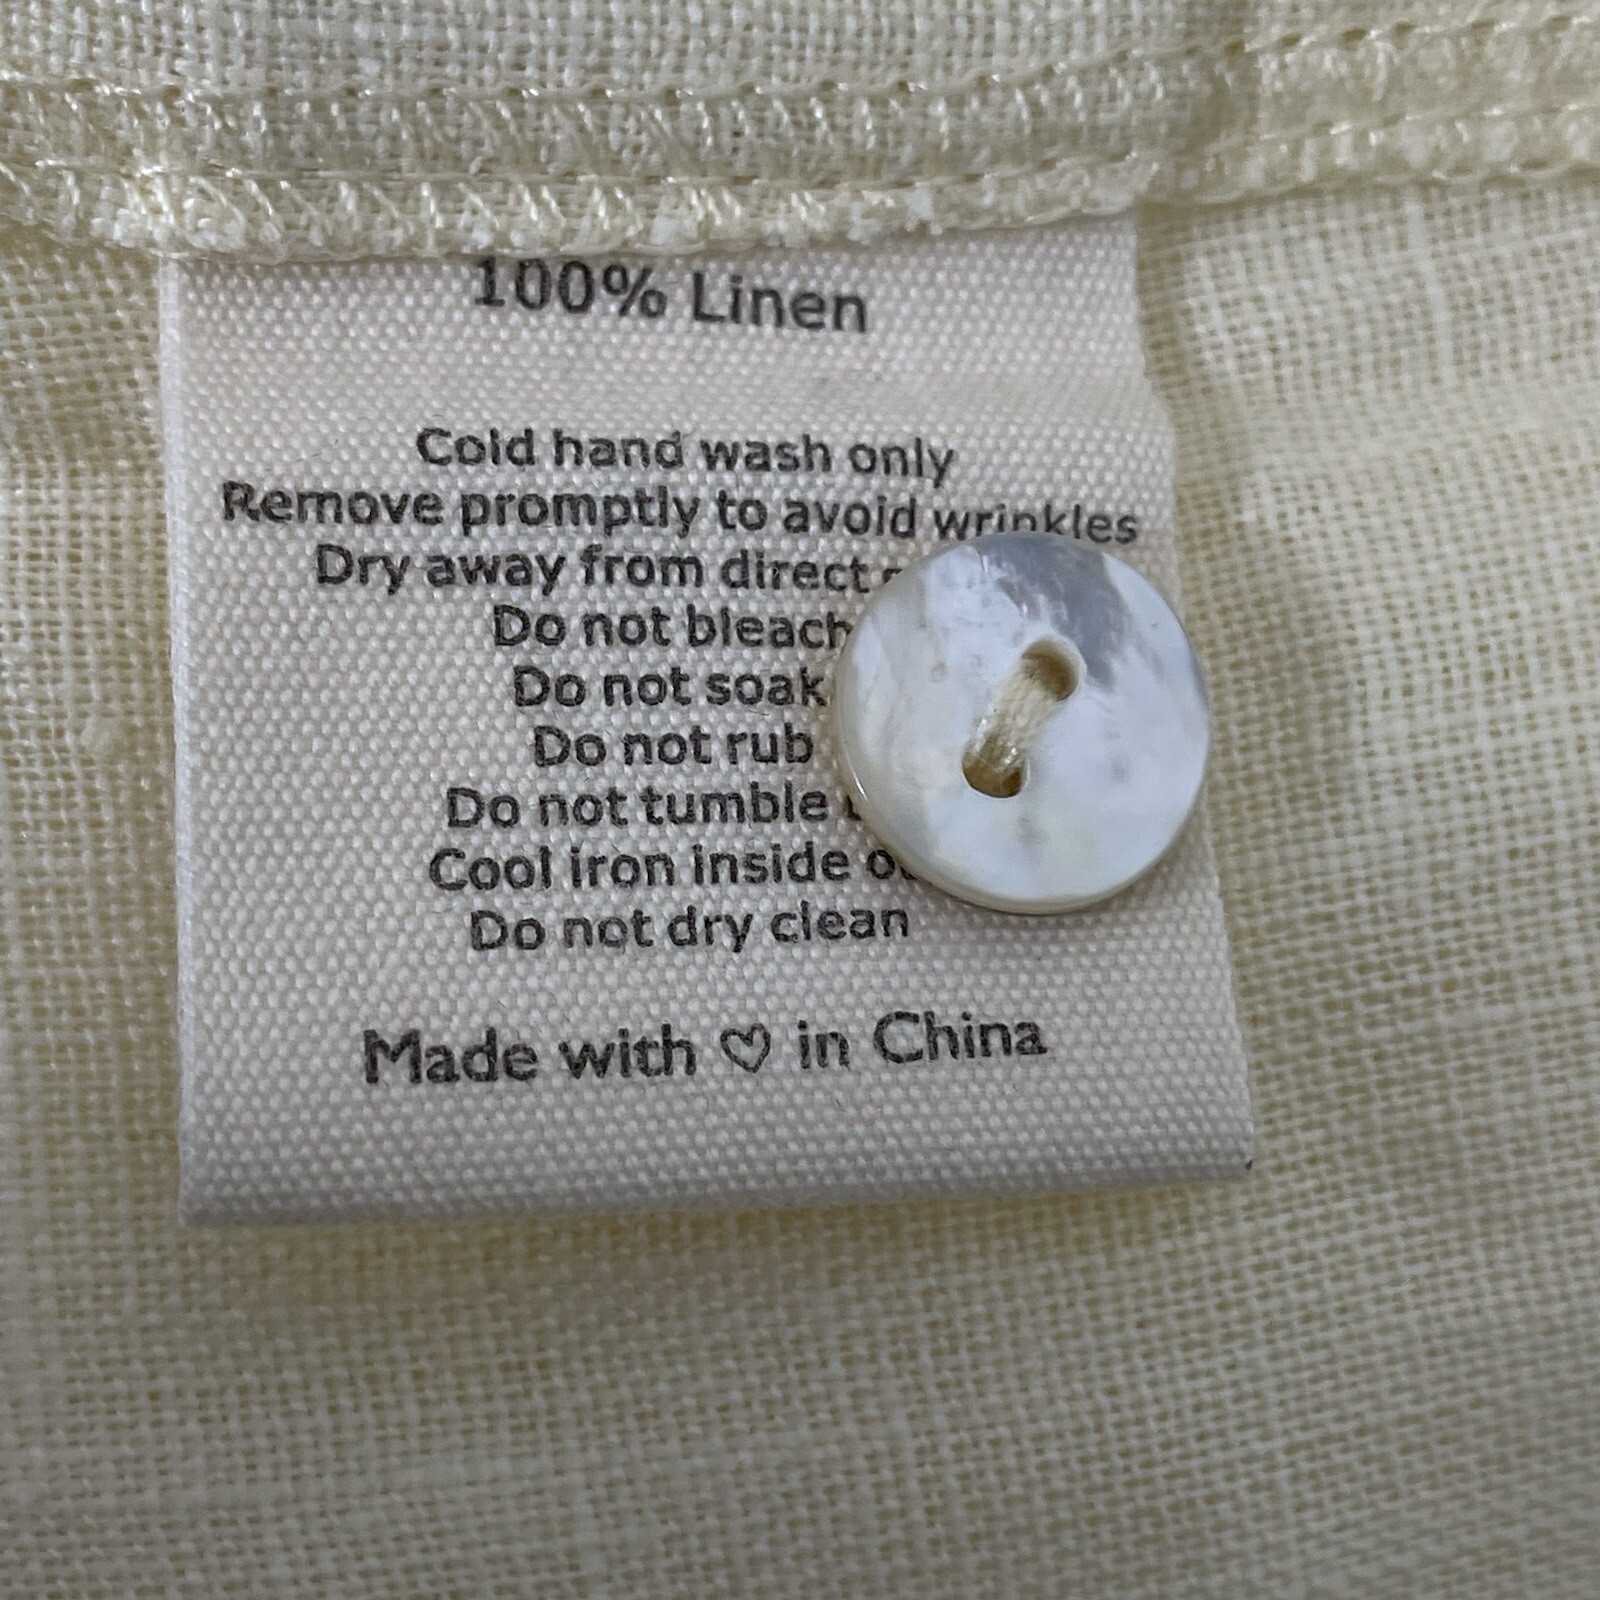 100% Linen
Cold hand wash only
Remove promptly to avoid wrinkles
Dry away from direct
Do not bleach
Do not soak
Do not rub
Do not tumble
Cool iron inside
Do not dry clean
Made with ♡ in China